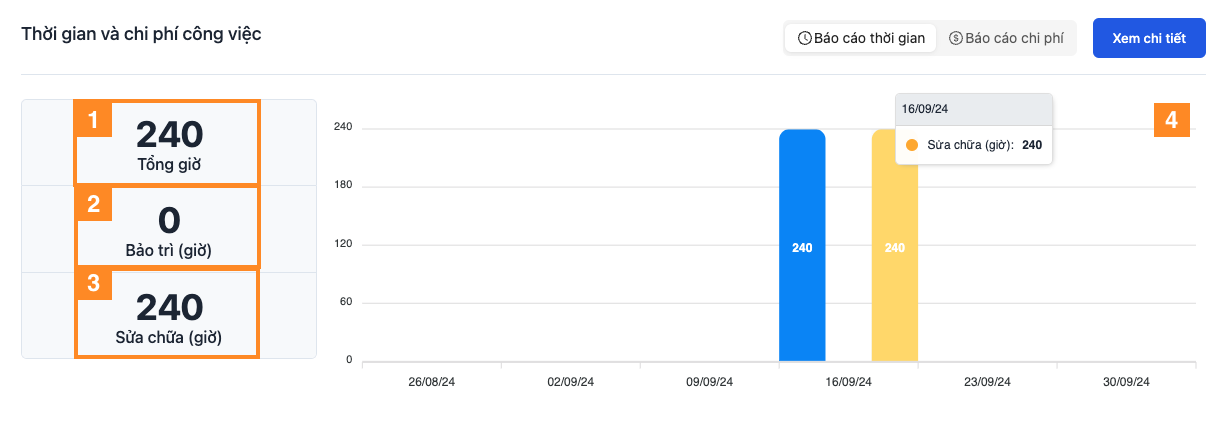 Thời gian và chi phí công việc
Báo cáo thời gian
Báo cáo chi phí
Xem chi tiết
1
240
Tổng giờ
2
0
Bảo trì (giờ)
3
240
Sửa chữa (giờ)
4
16/09/24
Sửa chữa (giờ): 240
240
180
120
60
0
240
240
26/08/24
02/09/24
09/09/24
16/09/24
23/09/24
30/09/24